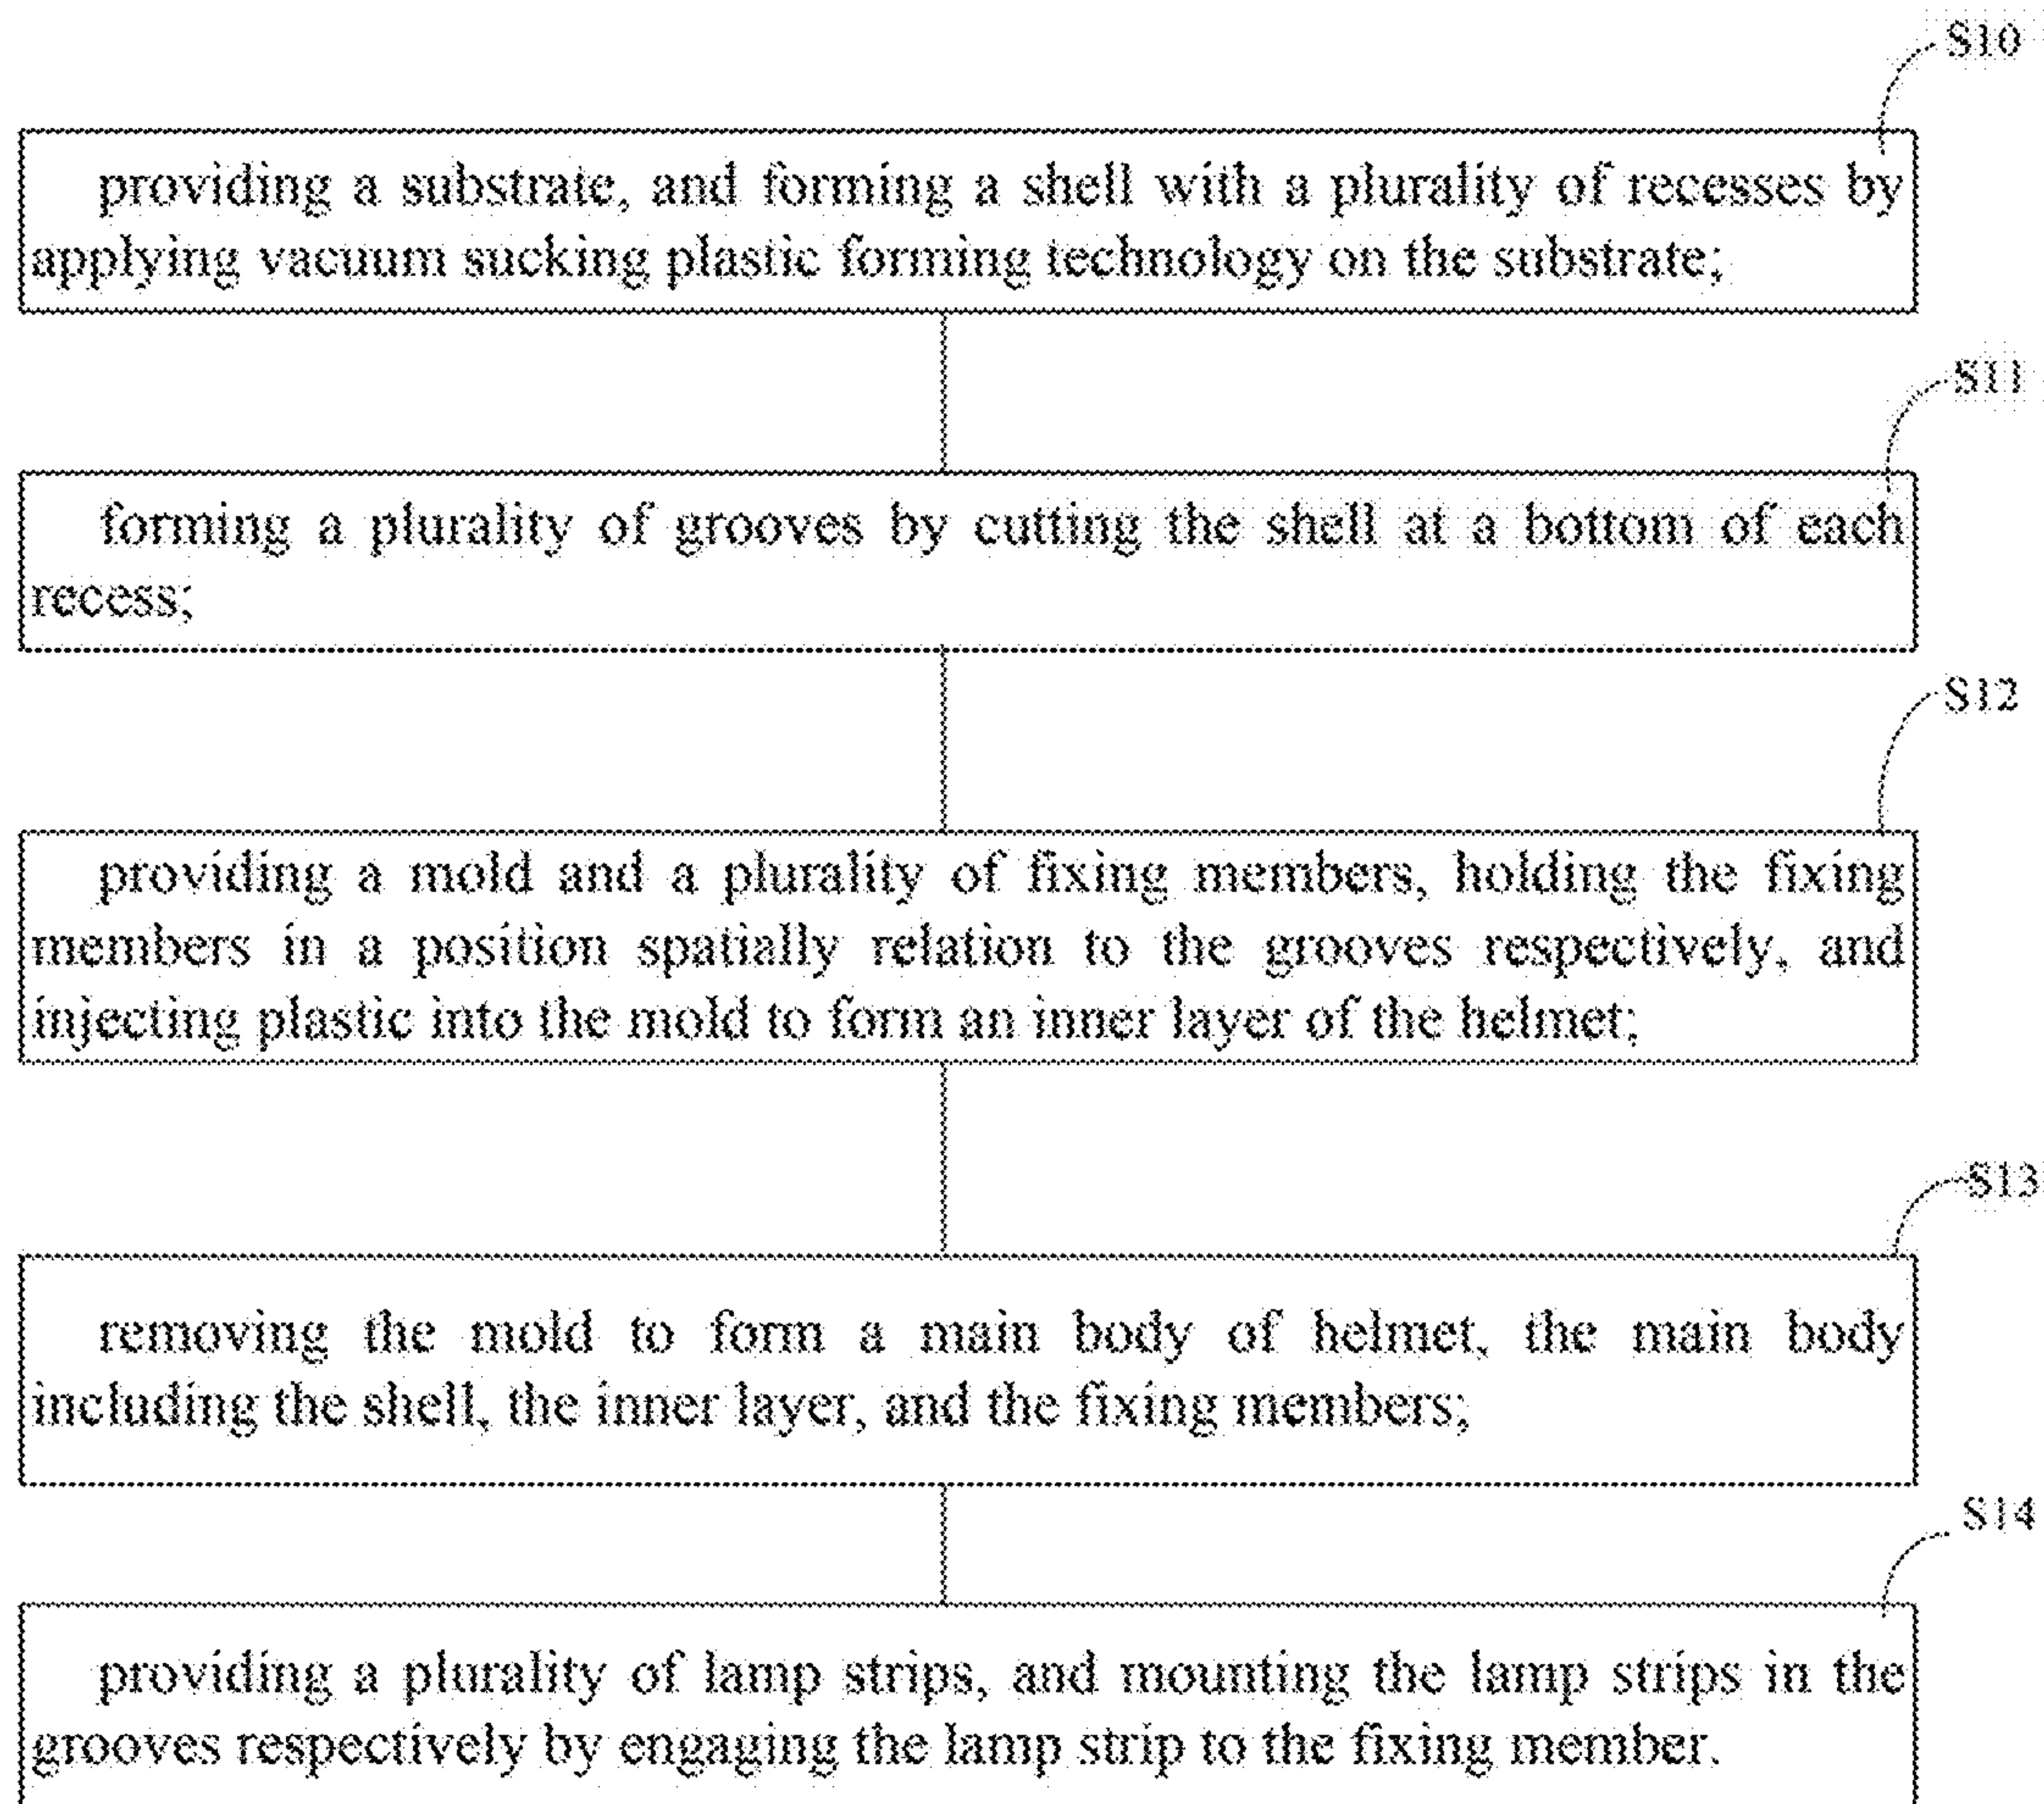 S10
providing a substrate, and forming a shell with a plurality of recesses by
applying vacuum sucking plastic forming technology on the substrate;
S11
forming a plurality of grooves by cutting the shell at a bottom of each
recess;
S12
providing a mold and a plurality of fixing members, holding the fixing
members in a position spatially relation to the grooves respectively, and
injecting plastic into the mold to form an inner layer of the helmet;
S13
removing the mold to form a main body of helmet, the main body
including the shell, the inner layer, and the fixing members;
S14
providing a plurality of lamp strips, and mounting the lamp strips in the
grooves respectively by engaging the lamp strip to the fixing member.